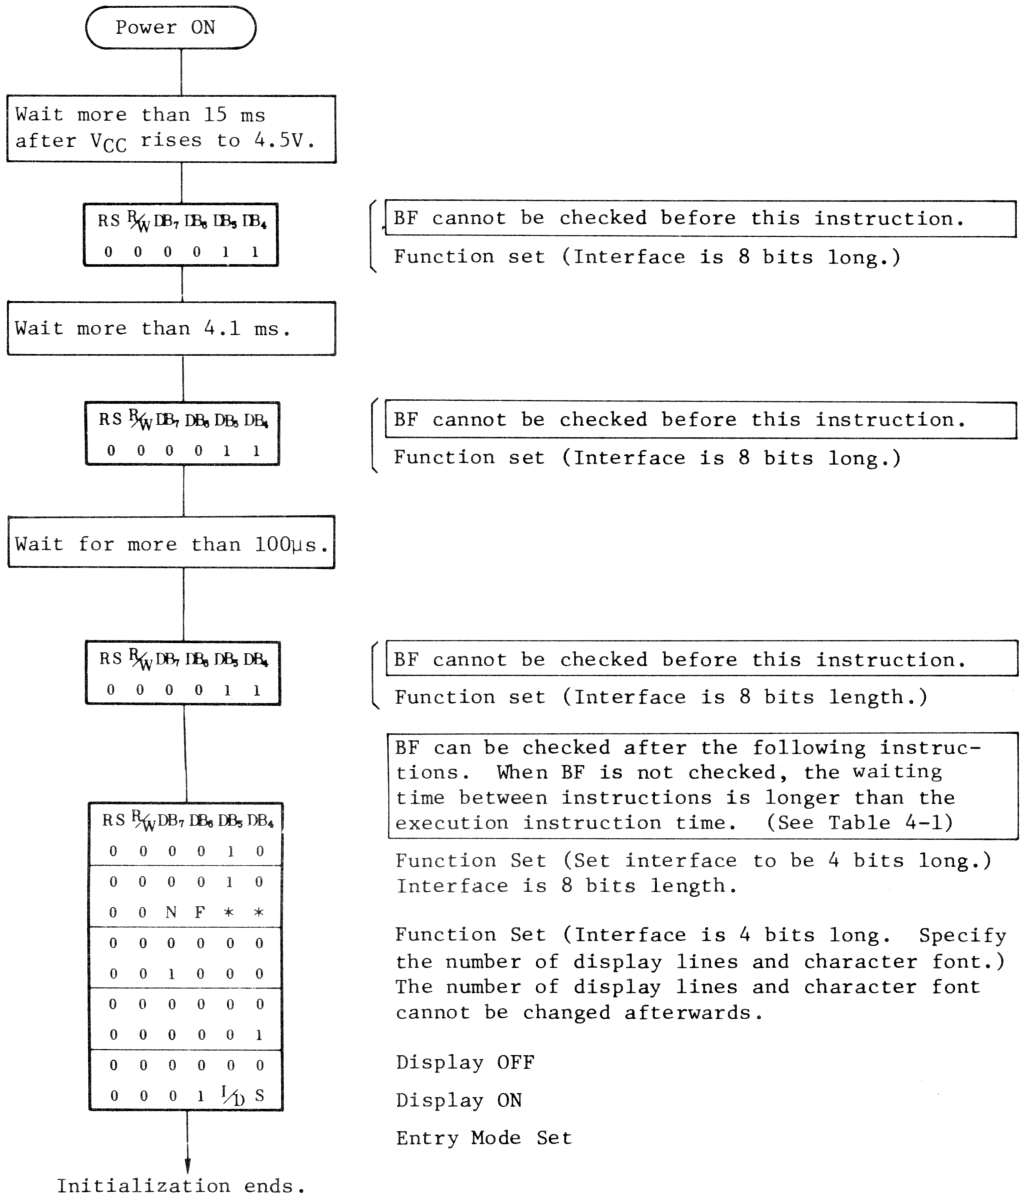 Power ON
Wait more than 15 ms
after VCC rises to 4.5V.
RS R/W DB7 DB6 DB5 DB4
0 0 0 0 1 1
BF cannot be checked before this instruction.
Function set (Interface is 8 bits long.)
Wait more than 4.1 ms.
RS R/W DB7 DB6 DB5 DB4
0 0 0 0 1 1
BF cannot be checked before this instruction.
Function set (Interface is 8 bits long.)
Wait for more than 100μs.
RS R/W DB7 DB6 DB5 DB4
0 0 0 0 1 1
BF cannot be checked before this instruction.
Function set (Interface is 8 bits length.)
BF can be checked after the following instruc-
tions. When BF is not checked, the waiting
time between instructions is longer than the
execution instruction time. (See Table 4-1)
RS R/W DB7 DB6 DB5 DB4
0 0 0 0 1 0
0 0 0 0 1 0
0 0 N F * *
0 0 0 0 0 0
0 0 1 0 0 0
0 0 0 0 0 0
0 0 0 0 0 1
0 0 0 0 0 0
0 0 0 1 I/D S
Function Set (Set interface to be 4 bits long.)
Interface is 8 bits length.
Function Set (Interface is 4 bits long. Specify
the number of display lines and character font.)
The number of display lines and character font
cannot be changed afterwards.
Display OFF
Display ON
Entry Mode Set
Initialization ends.